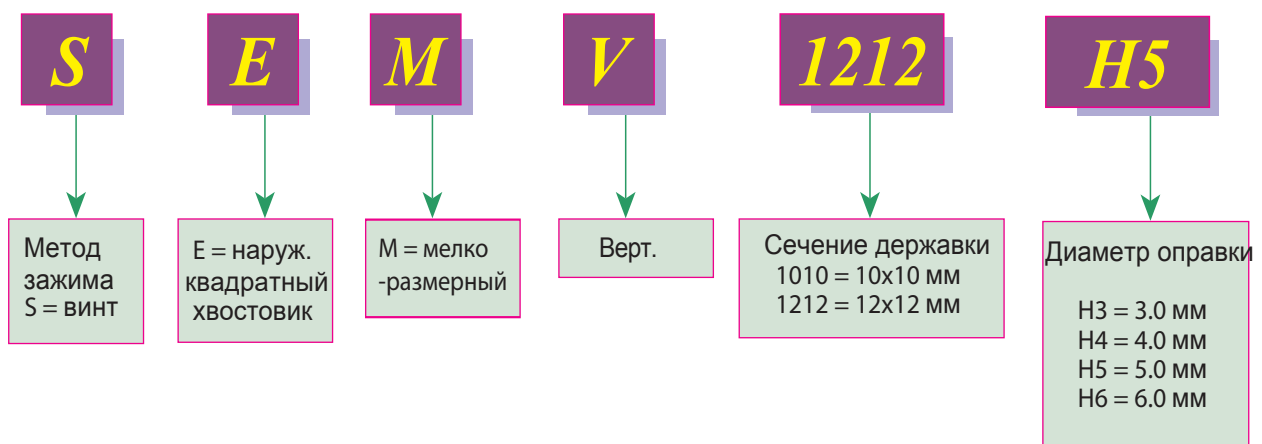 S E M V 1212 H5
Метод
зажима
S = винт
E = наруж.
квадратный
хвостовик
M = мелко
-размерный
Верт.
Сечение державки
1010 = 10x10 мм
1212 = 12x12 мм
Диаметр оправки
H3 = 3.0 мм
H4 = 4.0 мм
H5 = 5.0 мм
H6 = 6.0 мм